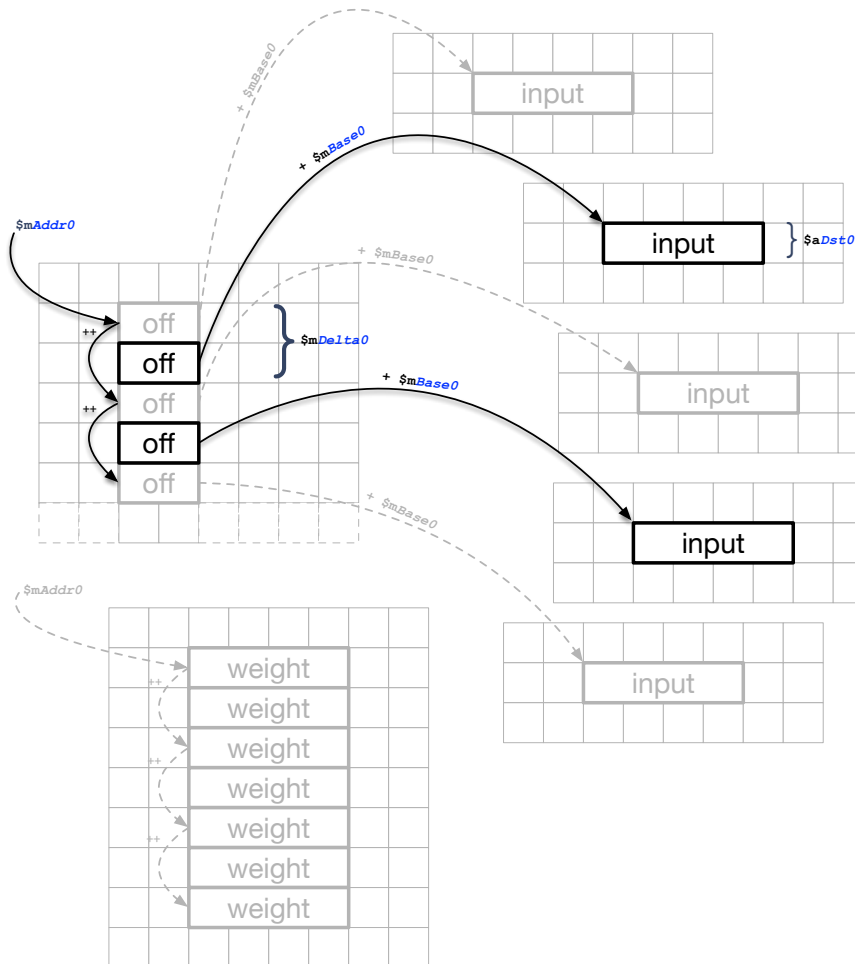 + $mBase0
input
+ $mBase0
$mAddr0
input
$aDst0
+ $mBase0
off
++
$mDelta0
off
+ $mBase0
input
off
++
off
off
+ $mBase0
input
$mAddr0
weight
input
++
weight
weight
++
weight
weight
++
weight
weight